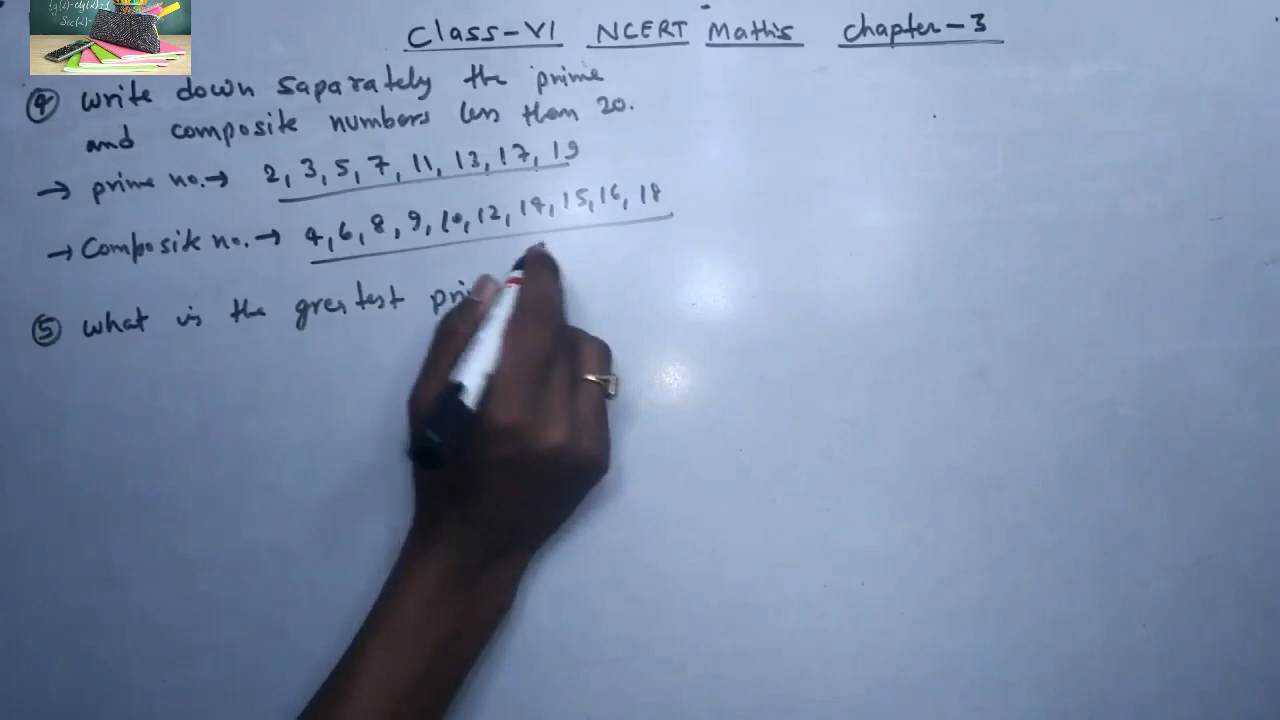 Class-VI NCERT Maths chapter-3
④ write down saparately the prime
and composite numbers less than 20.
→ prime no.→ 2, 3, 5, 7, 11, 13, 17, 19
→ Composite no.→ 4, 6, 8, 9, 10, 12, 14, 15, 16, 18
⑤ what is the greatest pri